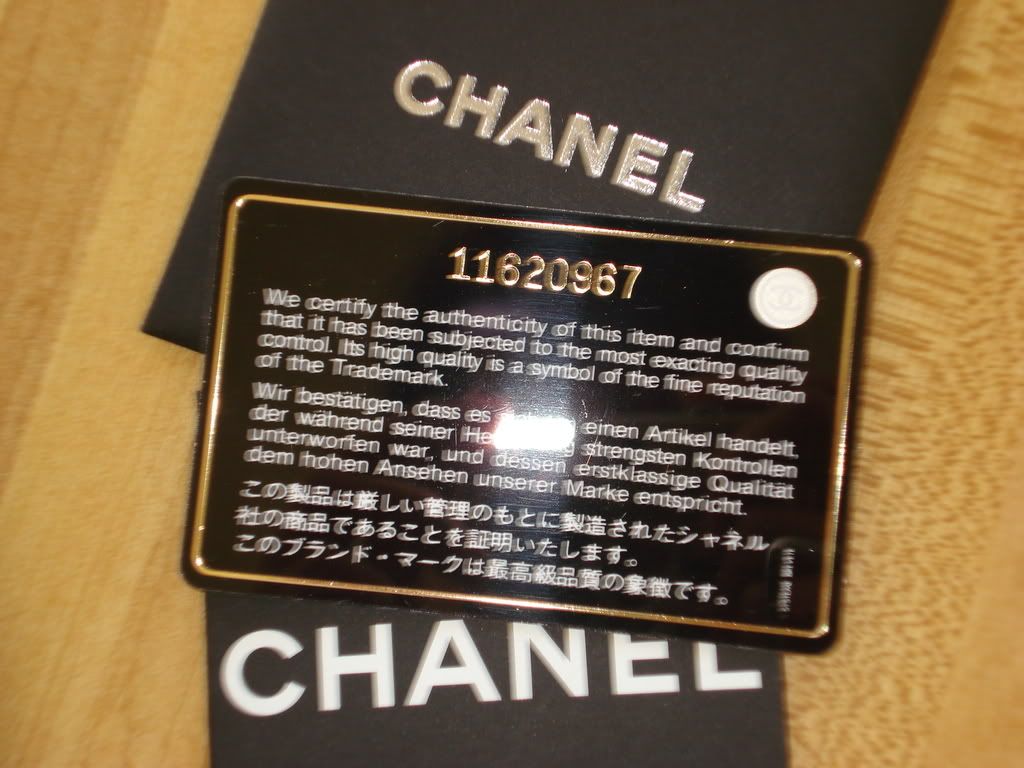 CHANEL
11620967
We certify the authenticity of this item and confirm
that it has been subjected to the most exacting quality
control. Its high quality is a symbol of the fine reputation
of the Trademark.
Wir bestätigen, dass es einen Artikel handelt.
der während seiner strengsten Kontrollen
unterworfen war, und dessen erstklassige Qualität
dem hohen Ansehen unserer Marke entspricht.
この製品は厳しい管理のもとに製造されたシャネル
社の商品であることを証明いたします。
このブランド・マークは最高級品質の象徴です。
CHANEL